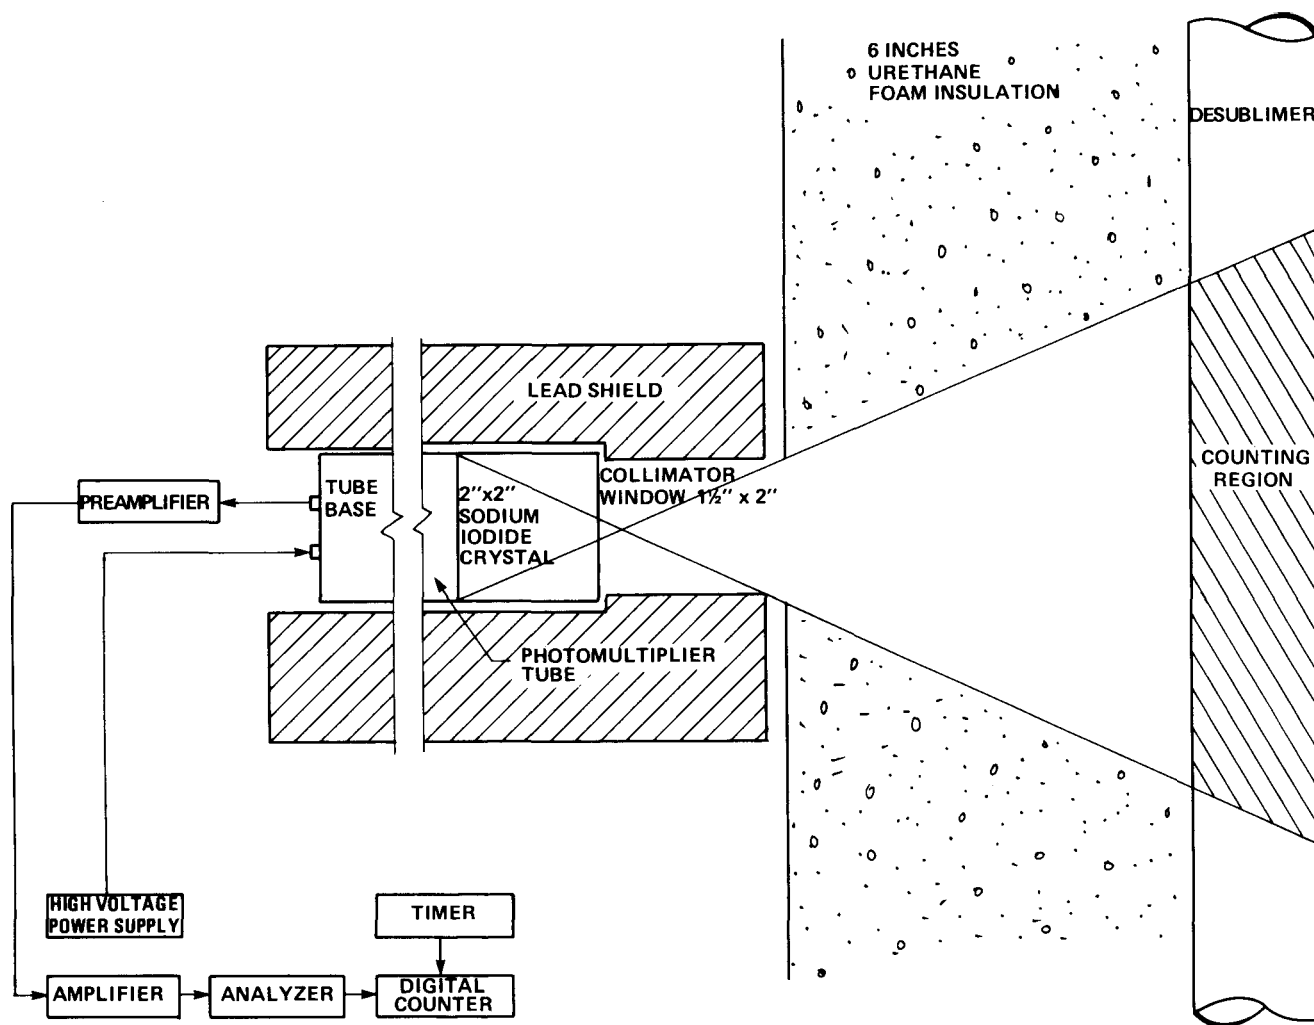 6 INCHES
URETHANE
FOAM INSULATION
DESUBLIMER
LEAD SHIELD
COLLIMATOR
WINDOW 1½" x 2"
COUNTING
REGION
TUBE
BASE
2"x2"
SODIUM
IODIDE
CRYSTAL
PREAMPLIFIER
PHOTOMULTIPLIER
TUBE
HIGH VOLTAGE
POWER SUPPLY
TIMER
AMPLIFIER
ANALYZER
DIGITAL
COUNTER